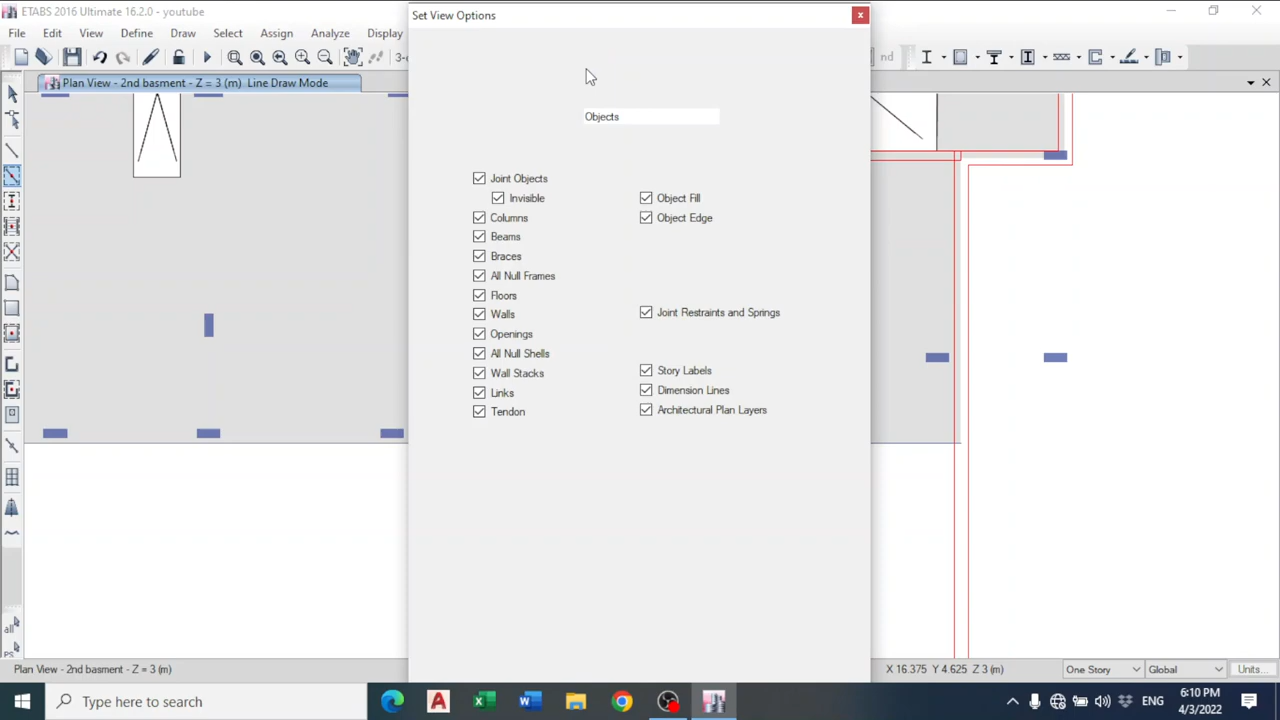 ETABS 2016 Ultimate 16.2.0 - youtube
Set View Options
File Edit View Define Draw Select Assign Analyze Display
3-
nd
Plan View - 2nd basment - Z = 3 (m) Line Draw Mode
Objects
Joint Objects
Invisible
Object Fill
Columns
Object Edge
Beams
Braces
All Null Frames
Floors
Walls
Joint Restraints and Springs
Openings
All Null Shells
Wall Stacks
Story Labels
Links
Dimension Lines
Tendon
Architectural Plan Layers
all
ps
Plan View - 2nd basment - Z = 3 (m)
X 16.375 Y 4.625 Z 3 (m)
One Story
Global
Units...
Type here to search
ENG
6:10 PM
4/3/2022